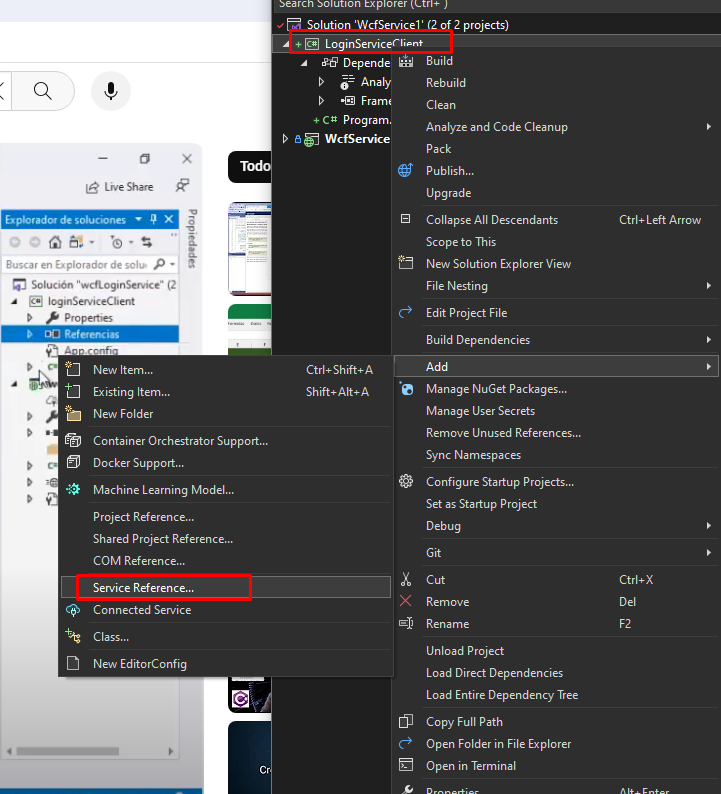 Search Solution Explorer (Ctrl+´)
Solution 'WcfService1' (2 of 2 projects)
LoginServiceClient
Depende
Analy
Frame
Program.
WcfService
Build
Rebuild
Clean
Analyze and Code Cleanup
Pack
Publish...
Upgrade
Collapse All Descendants Ctrl+Left Arrow
Scope to This
New Solution Explorer View
File Nesting
Edit Project File
Build Dependencies
Add
Manage NuGet Packages...
Manage User Secrets
Remove Unused References...
Sync Namespaces
Configure Startup Projects...
Set as Startup Project
Debug
Git
Cut Ctrl+X
Remove Del
Rename F2
Unload Project
Load Direct Dependencies
Load Entire Dependency Tree
Copy Full Path
Open Folder in File Explorer
Open in Terminal
Properties Alt+Enter
Todo
Live Share
Explorador de soluciones
Propiedades
Buscar en Explorador de solu
Solución "wcfLoginService" (2
C# loginServiceClient
Properties
Referencias
App.config
New Item... Ctrl+Shift+A
Existing Item... Shift+Alt+A
New Folder
Container Orchestrator Support...
Docker Support...
Machine Learning Model...
Project Reference...
Shared Project Reference...
COM Reference...
Service Reference...
Connected Service
Class...
New EditorConfig
Cr